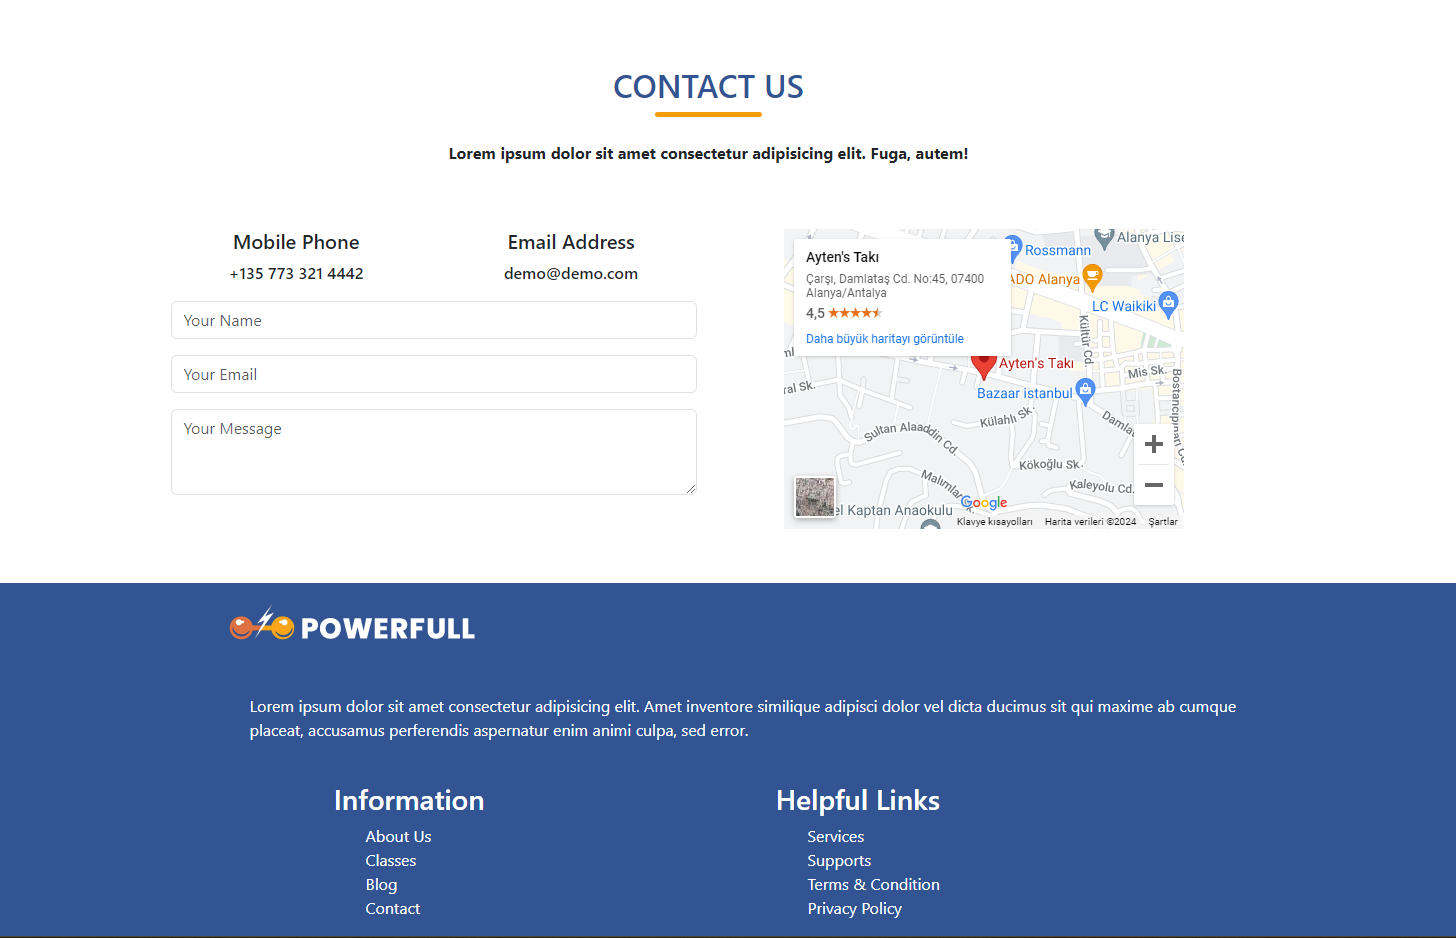 CONTACT US
Lorem ipsum dolor sit amet consectetur adipisicing elit. Fuga, autem!
Mobile Phone
+135 773 321 4442
Email Address
demo@demo.com
Your Name
Your Email
Your Message
Ayten's Takı
Çarşı, Damlataş Cd. No:45, 07400
Alanya/Antalya
4,5
Daha büyük haritayı görüntüle
Alanya Lise
Rossmann
ADO Alanya
LC Waikiki
Kültür Cd.
Ayten's Takı
Mis Sk.
Bazaar istanbul
Bostancıpınarı Cd.
ral Sk.
Külahlı Sk.
Damla
Sultan Alaaddin Cd.
Kökoğlu Sk.
Malımlar
Kaleyolu Cd.
Google
el Kaptan Anaokulu
Klavye kısayolları
Harita verileri ©2024
Şartlar
POWERFULL
Lorem ipsum dolor sit amet consectetur adipisicing elit. Amet inventore similique adipisci dolor vel dicta ducimus sit qui maxime ab cumque
placeat, accusamus perferendis aspernatur enim animi culpa, sed error.
Information
About Us
Classes
Blog
Contact
Helpful Links
Services
Supports
Terms & Condition
Privacy Policy